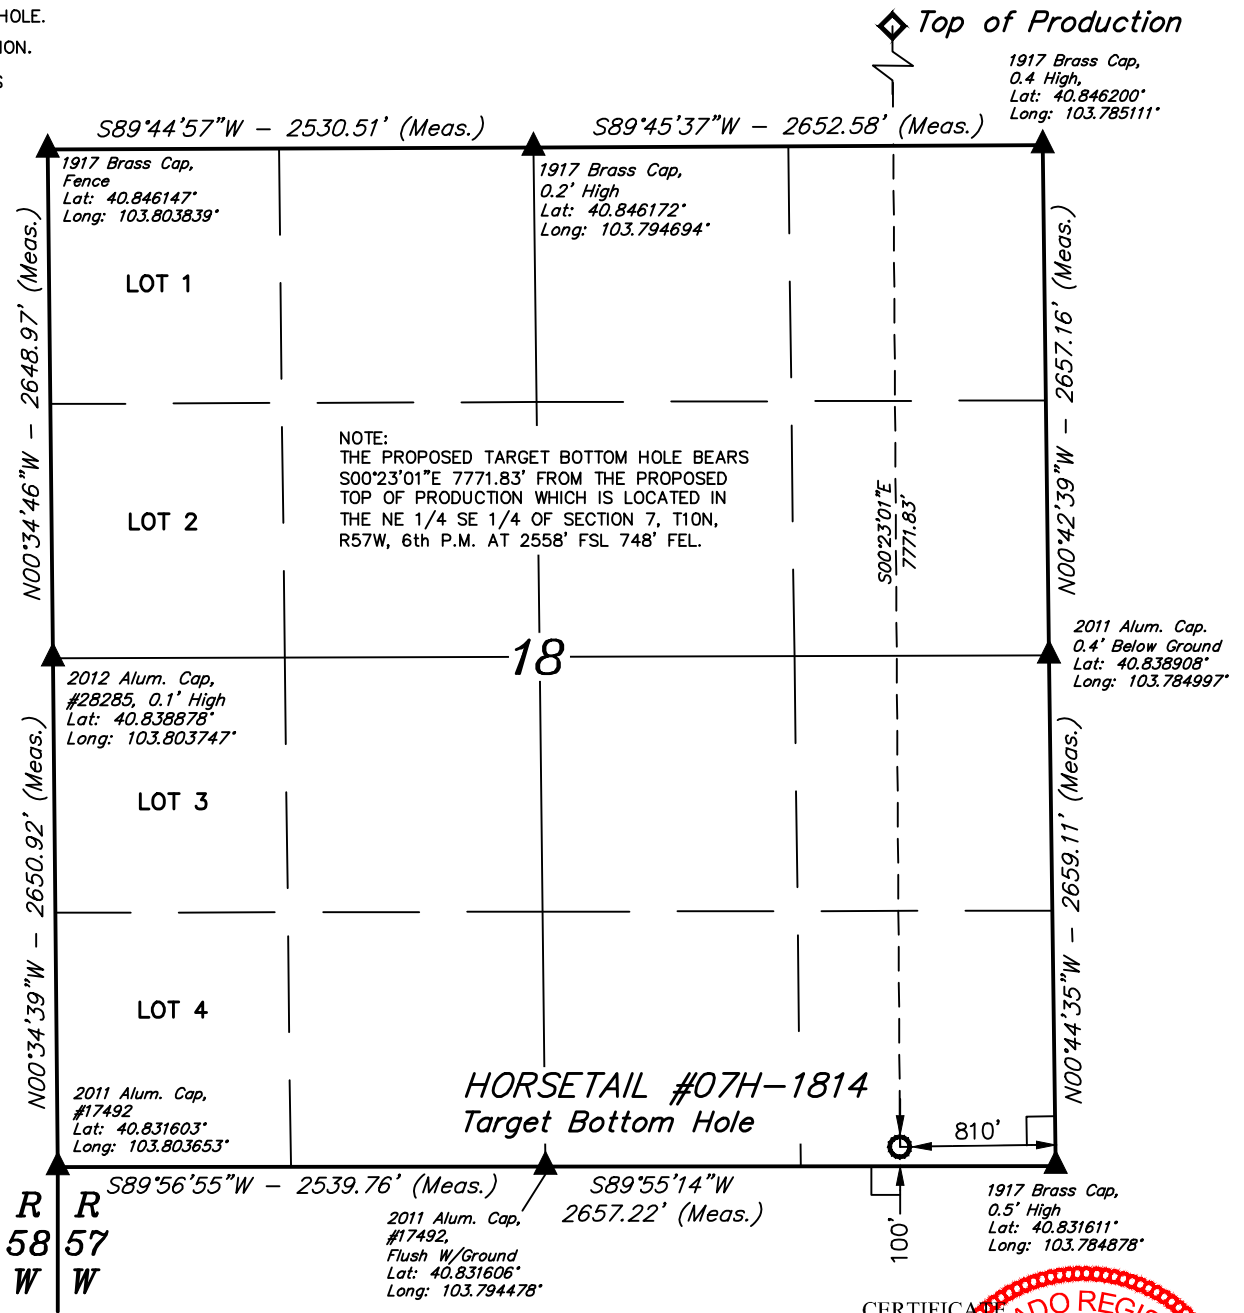 HOLE.
Top of Production
1917 Brass Cap,
0.4 High,
Lat: 40.846200°
Long: 103.785111°
S89°44'57"W – 2530.51' (Meas.)
S89°45'37"W – 2652.58' (Meas.)
1917 Brass Cap,
Fence
Lat: 40.846147°
Long: 103.803839°
1917 Brass Cap,
0.2' High
Lat: 40.846172°
Long: 103.794694°
N00°34'46"W – 2648.97' (Meas.)
N00°42'39"W – 2657.16' (Meas.)
LOT 1
NOTE:
THE PROPOSED TARGET BOTTOM HOLE BEARS
S00°23'01"E 7771.83' FROM THE PROPOSED
TOP OF PRODUCTION WHICH IS LOCATED IN
THE NE 1/4 SE 1/4 OF SECTION 7, T10N,
R57W, 6th P.M. AT 2558' FSL 748' FEL.
LOT 2
S00°23'01"E
7771.83'
18
2011 Alum. Cap.
0.4' Below Ground
Lat: 40.838908°
Long: 103.784997°
2012 Alum. Cap,
#28285, 0.1' High
Lat: 40.838878°
Long: 103.803747°
N00°34'39"W – 2650.92' (Meas.)
N00°44'35"W – 2659.11' (Meas.)
LOT 3
LOT 4
2011 Alum. Cap,
#17492
Lat: 40.831603°
Long: 103.803653°
HORSETAIL #07H–1814
Target Bottom Hole
810'
S89°56'55"W – 2539.76' (Meas.)
S89°55'14"W
2657.22' (Meas.)
100'
R R
58 57
W W
2011 Alum. Cap,
#17492,
Flush W/Ground
Lat: 40.831606°
Long: 103.794478°
1917 Brass Cap,
0.5' High
Lat: 40.831611°
Long: 103.784878°
CERTIFICATE